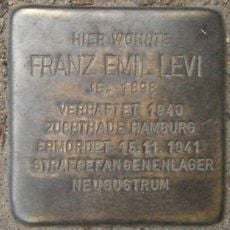 HIER WOHNTE
FRANZ EMIL LEVI
JG. 1898
VERHAFTET 1940
ZUCHTHAUS HAMBURG
ERMORDET 15.11.1941
STRAFGEFANGENENLAGER
NEUSUSTRUM